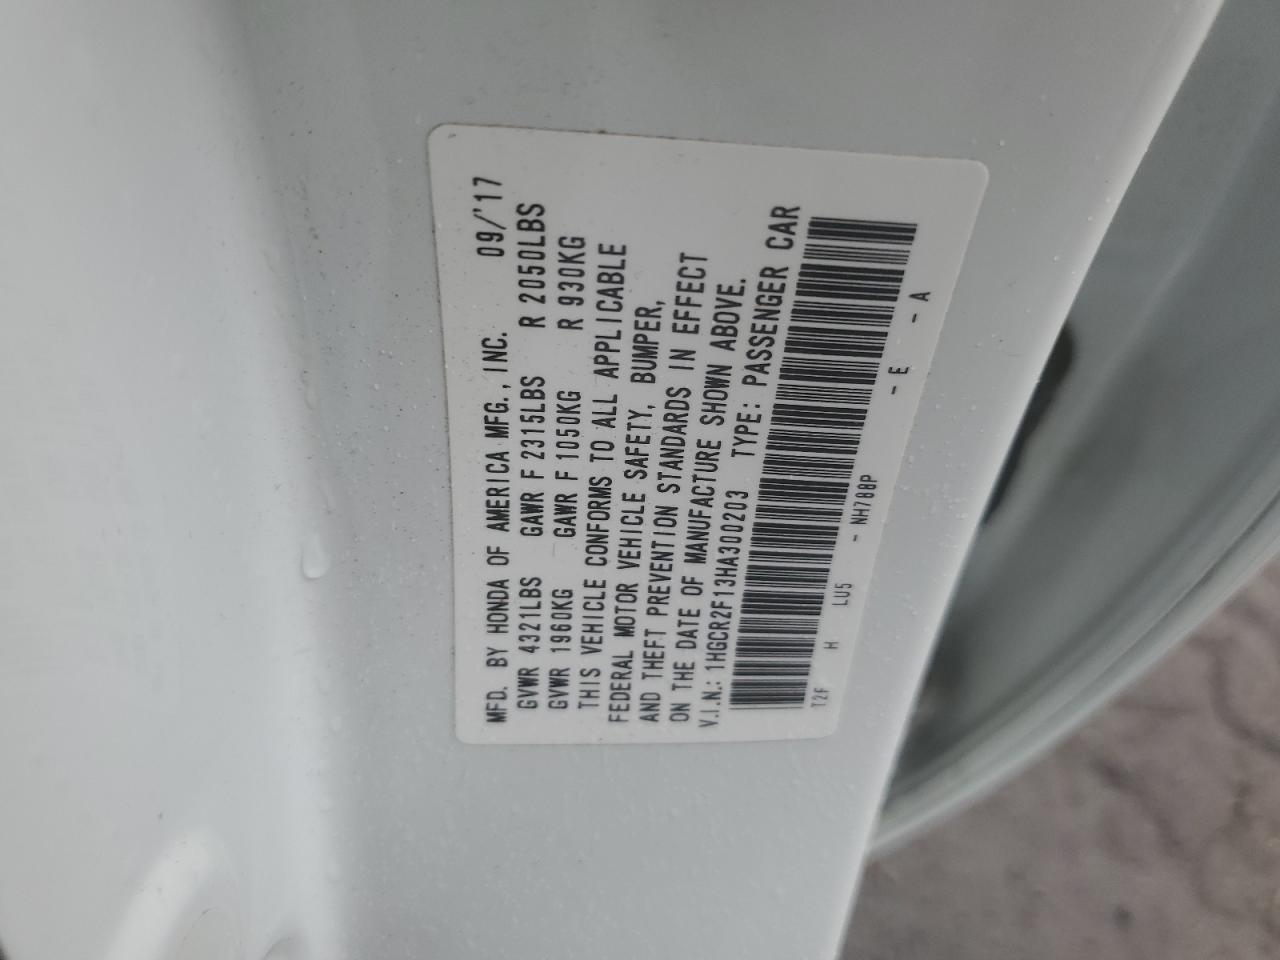 MFD. BY HONDA OF AMERICA MFG., INC. 09/'17
GVWR 4321LBS GAWR F 2315LBS R 2050LBS
GVWR 1960KG GAWR F 1050KG R 930KG
THIS VEHICLE CONFORMS TO ALL APPLICABLE
FEDERAL MOTOR VEHICLE SAFETY, BUMPER,
AND THEFT PREVENTION STANDARDS IN EFFECT
ON THE DATE OF MANUFACTURE SHOWN ABOVE.
V.I.N.: 1HGCR2F13HA300203 TYPE: PASSENGER CAR
T2F H LU5 - NH788P - E - A